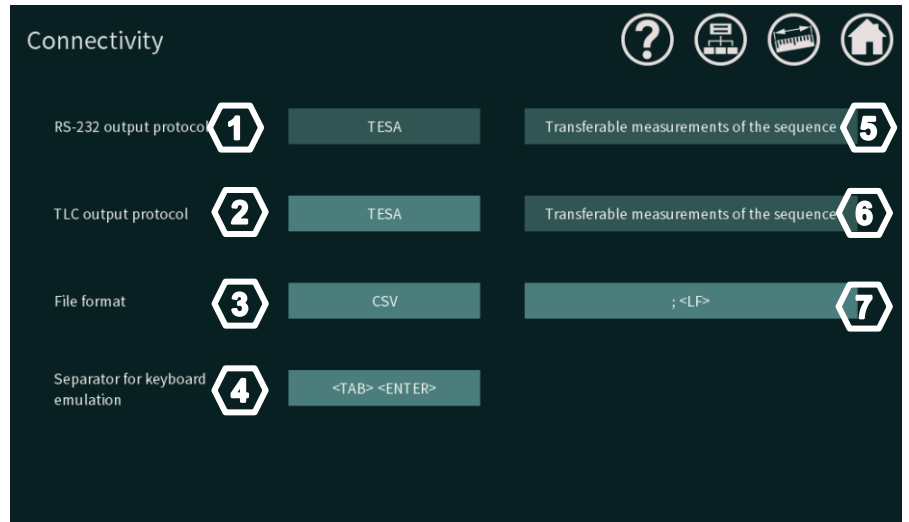 Connectivity
?
RS-232 output protocol 1 TESA Transferable measurements of the sequence 5
TLC output protocol 2 TESA Transferable measurements of the sequence 6
File format 3 CSV ; <LF> 7
Separator for keyboard
emulation 4 <TAB> <ENTER>